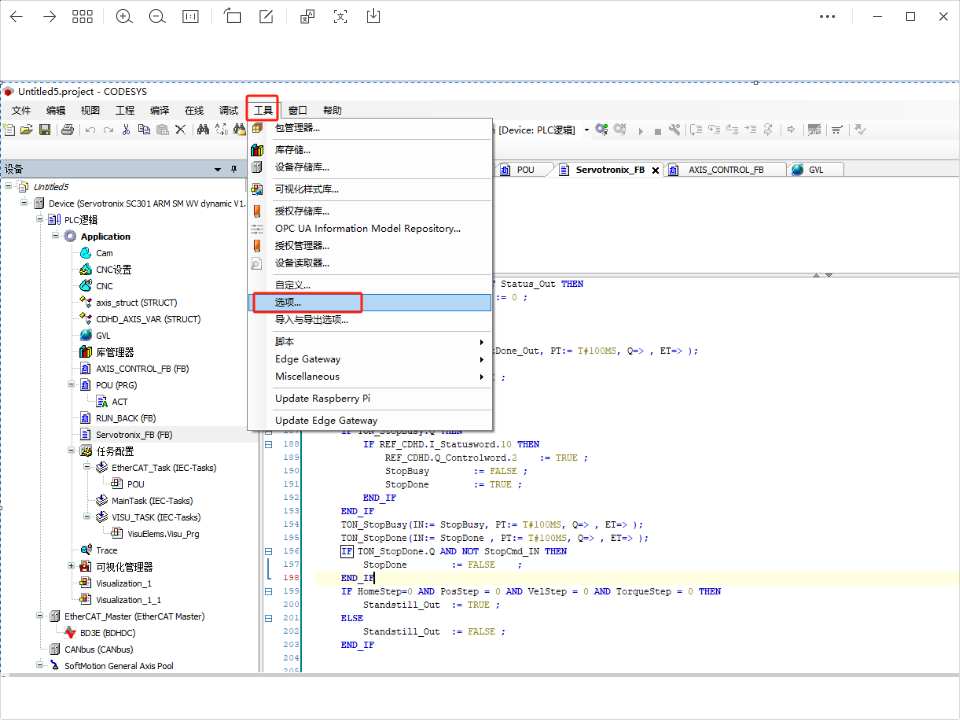 Untitled5.project - CODESYS
文件 编辑 视图 工程 编译 在线 调试 工具 窗口 帮助
[Device: PLC逻辑]
设备
Untitled5
Device (Servotronix SC301 ARM SM WV dynamic V1.
PLC逻辑
Application
Cam
CNC设置
CNC
axis_struct (STRUCT)
CDHD_AXIS_VAR (STRUCT)
GVL
库管理器
AXIS_CONTROL_FB (FB)
POU (PRG)
ACT
RUN_BACK (FB)
Servotronix_FB (FB)
任务配置
EtherCAT_Task (IEC-Tasks)
POU
MainTask (IEC-Tasks)
VISU_TASK (IEC-Tasks)
VisuElems.Visu_Prg
Trace
可视化管理器
Visualization_1
Visualization_1_1
EtherCAT_Master (EtherCAT Master)
BD3E (BDHDC)
CANbus (CANbus)
SoftMotion General Axis Pool
包管理器...
库存储...
设备存储库...
可视化样式库...
授权存储库...
OPC UA Information Model Repository...
授权管理器...
设备读取器...
自定义...
选项...
导入与导出选项...
脚本
Edge Gateway
Miscellaneous
Update Raspberry Pi
Update Edge Gateway
POU Servotronix_FB AXIS_CONTROL_FB GVL
Status_Out THEN
:= 0 ;
sDone_Out, PT:= T#100MS, Q=> , ET=> );
;
IF TON_StopBusy.Q THEN
188 IF REF_CDHD.I_Statusword.10 THEN
189 REF_CDHD.Q_Controlword.2 := TRUE ;
190 StopBusy := FALSE ;
191 StopDone := TRUE ;
192 END_IF
193 END_IF
194 TON_StopBusy(IN:= StopBusy, PT:= T#100MS, Q=> , ET=> );
195 TON_StopDone(IN:= StopDone , PT:= T#100MS, Q=> , ET=> );
196 IF TON_StopDone.Q AND NOT StopCmd_IN THEN
197 StopDone := FALSE ;
198 END_IF
199 IF HomeStep=0 AND PosStep = 0 AND VelStep = 0 AND TorqueStep = 0 THEN
200 Standstill_Out := TRUE ;
201 ELSE
202 Standstill_Out := FALSE ;
203 END_IF
204
205